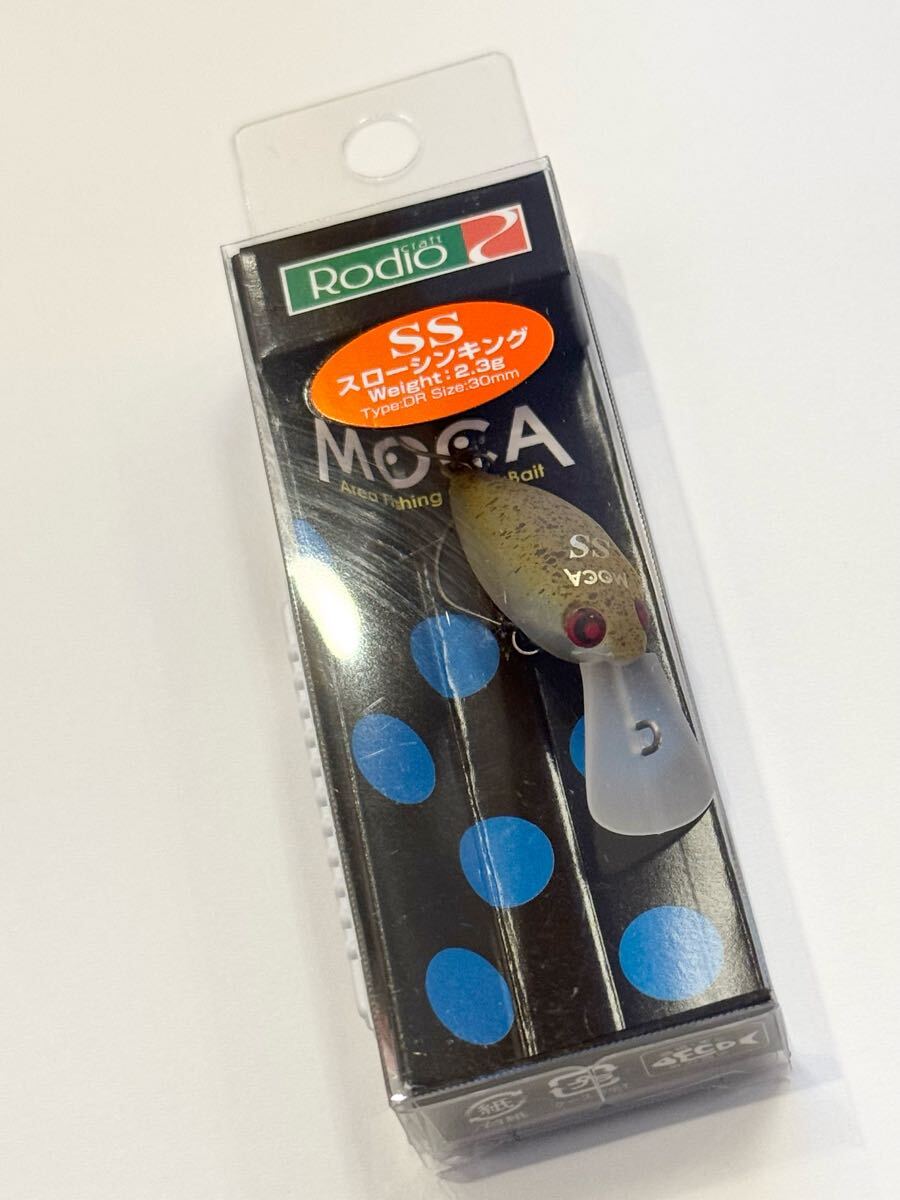 craft
Rodio
SS
スローシンキング
Weight:2.3g
Type:DR Size:30mm
MOCA
Area Fishing Bait
SS
MOCA
紙